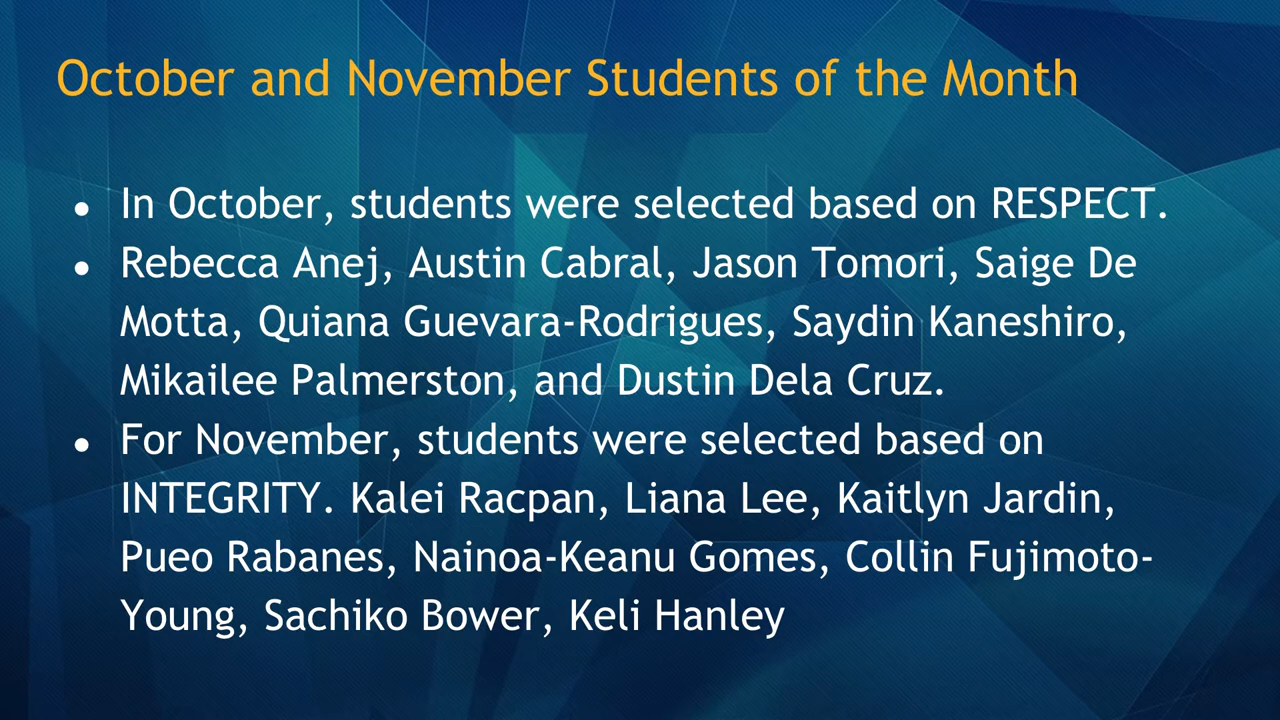 October and November Students of the Month
● In October, students were selected based on RESPECT.
● Rebecca Anej, Austin Cabral, Jason Tomori, Saige De
Motta, Quiana Guevara-Rodrigues, Saydin Kaneshiro,
Mikailee Palmerston, and Dustin Dela Cruz.
● For November, students were selected based on
INTEGRITY. Kalei Racpan, Liana Lee, Kaitlyn Jardin,
Pueo Rabanes, Nainoa-Keanu Gomes, Collin Fujimoto-
Young, Sachiko Bower, Keli Hanley